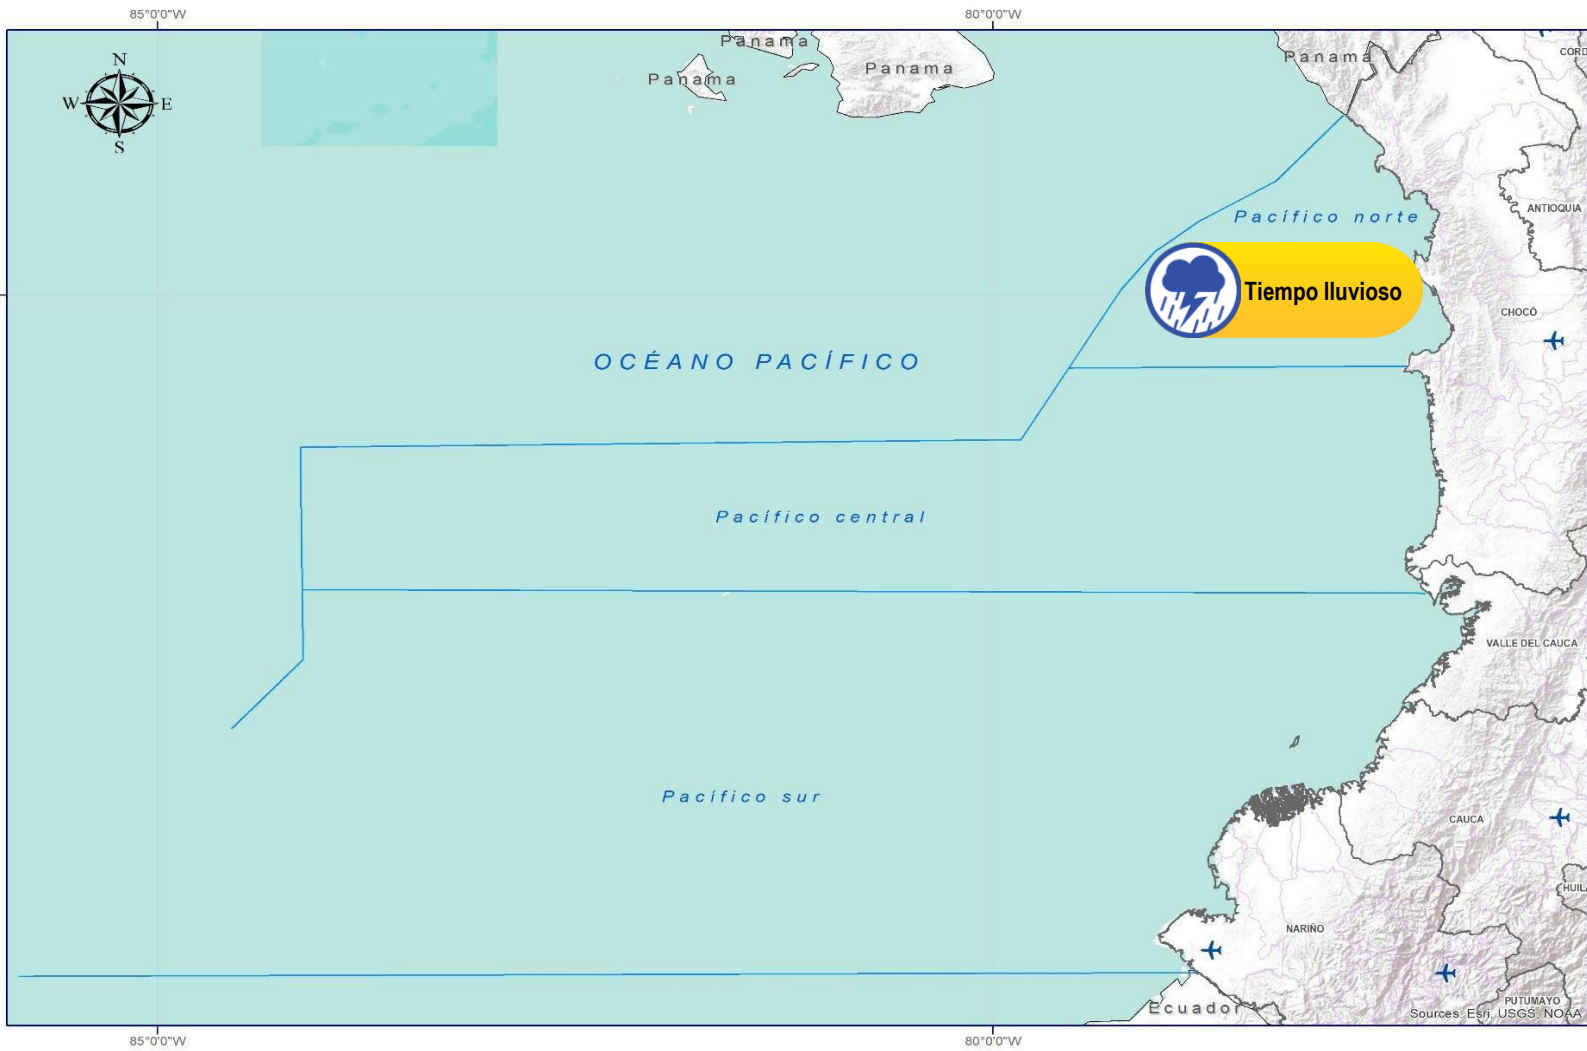 85°0'0"W
80°0'0"W
N
W
E
S
Panama
Panama
Panama
Panama
CORD
ANTIOQUIA
Pacífico norte
Tiempo lluvioso
CHOCÓ
OCÉANO PACÍFICO
Pacífico central
VALLE DEL CAUCA
Pacífico sur
CAUCA
HUILA
NARIÑO
PUTUMAYO
Ecuador
Sources: Esri, USGS, NOAA
85°0'0"W
80°0'0"W